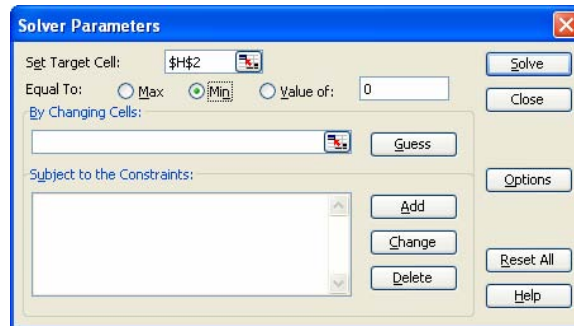 Solver Parameters
Set Target Cell: $H$2
Solve
Equal To: Max Min Value of: 0
Close
By Changing Cells:
Guess
Subject to the Constraints:
Options
Add
Change
Reset All
Delete
Help